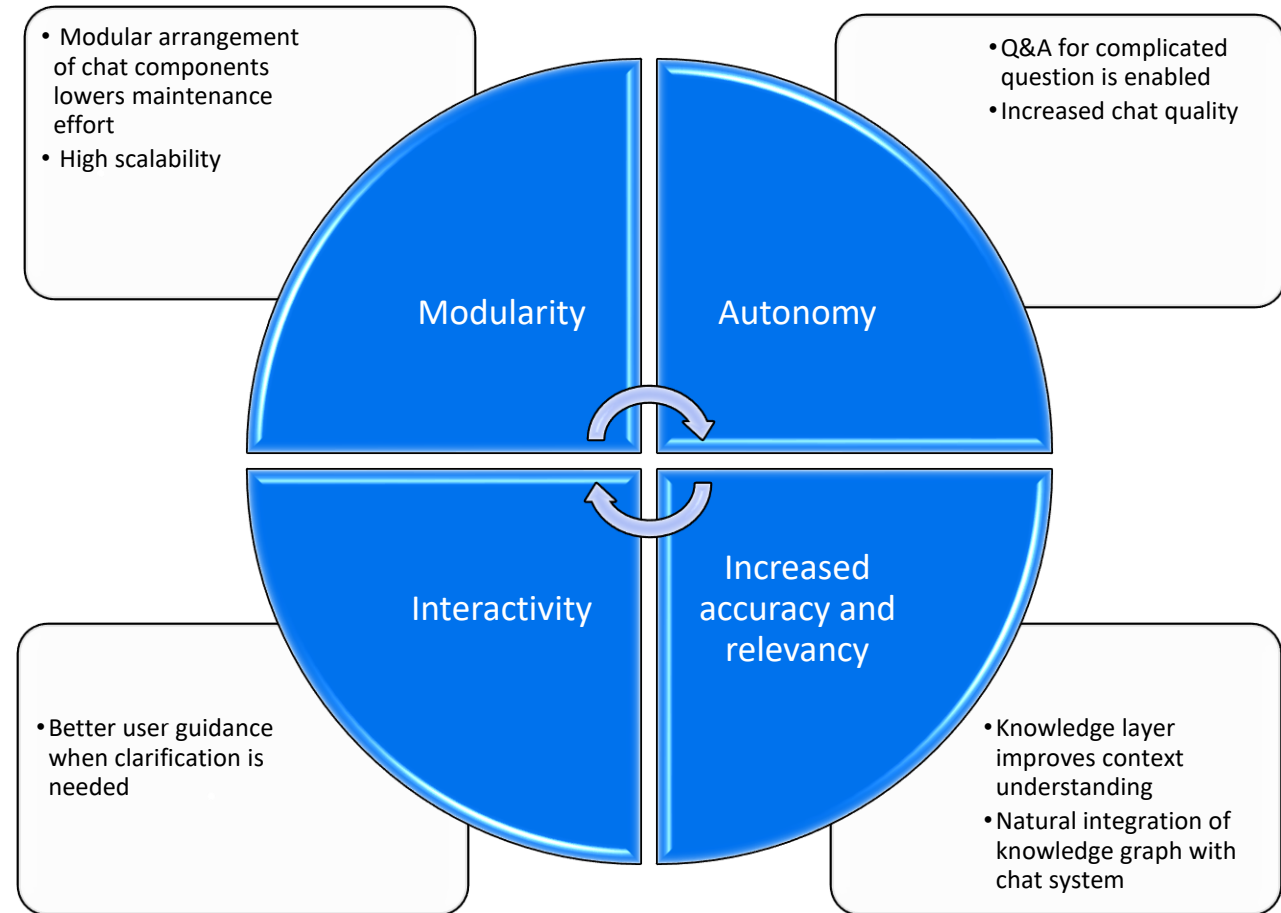 • Modular arrangement
of chat components
lowers maintenance
effort
• High scalability
•Q&A for complicated
question is enabled
•Increased chat quality
Modularity
Autonomy
Interactivity
Increased
accuracy and
relevancy
•Better user guidance
when clarification is
needed
•Knowledge layer
improves context
understanding
•Natural integration of
knowledge graph with
chat system